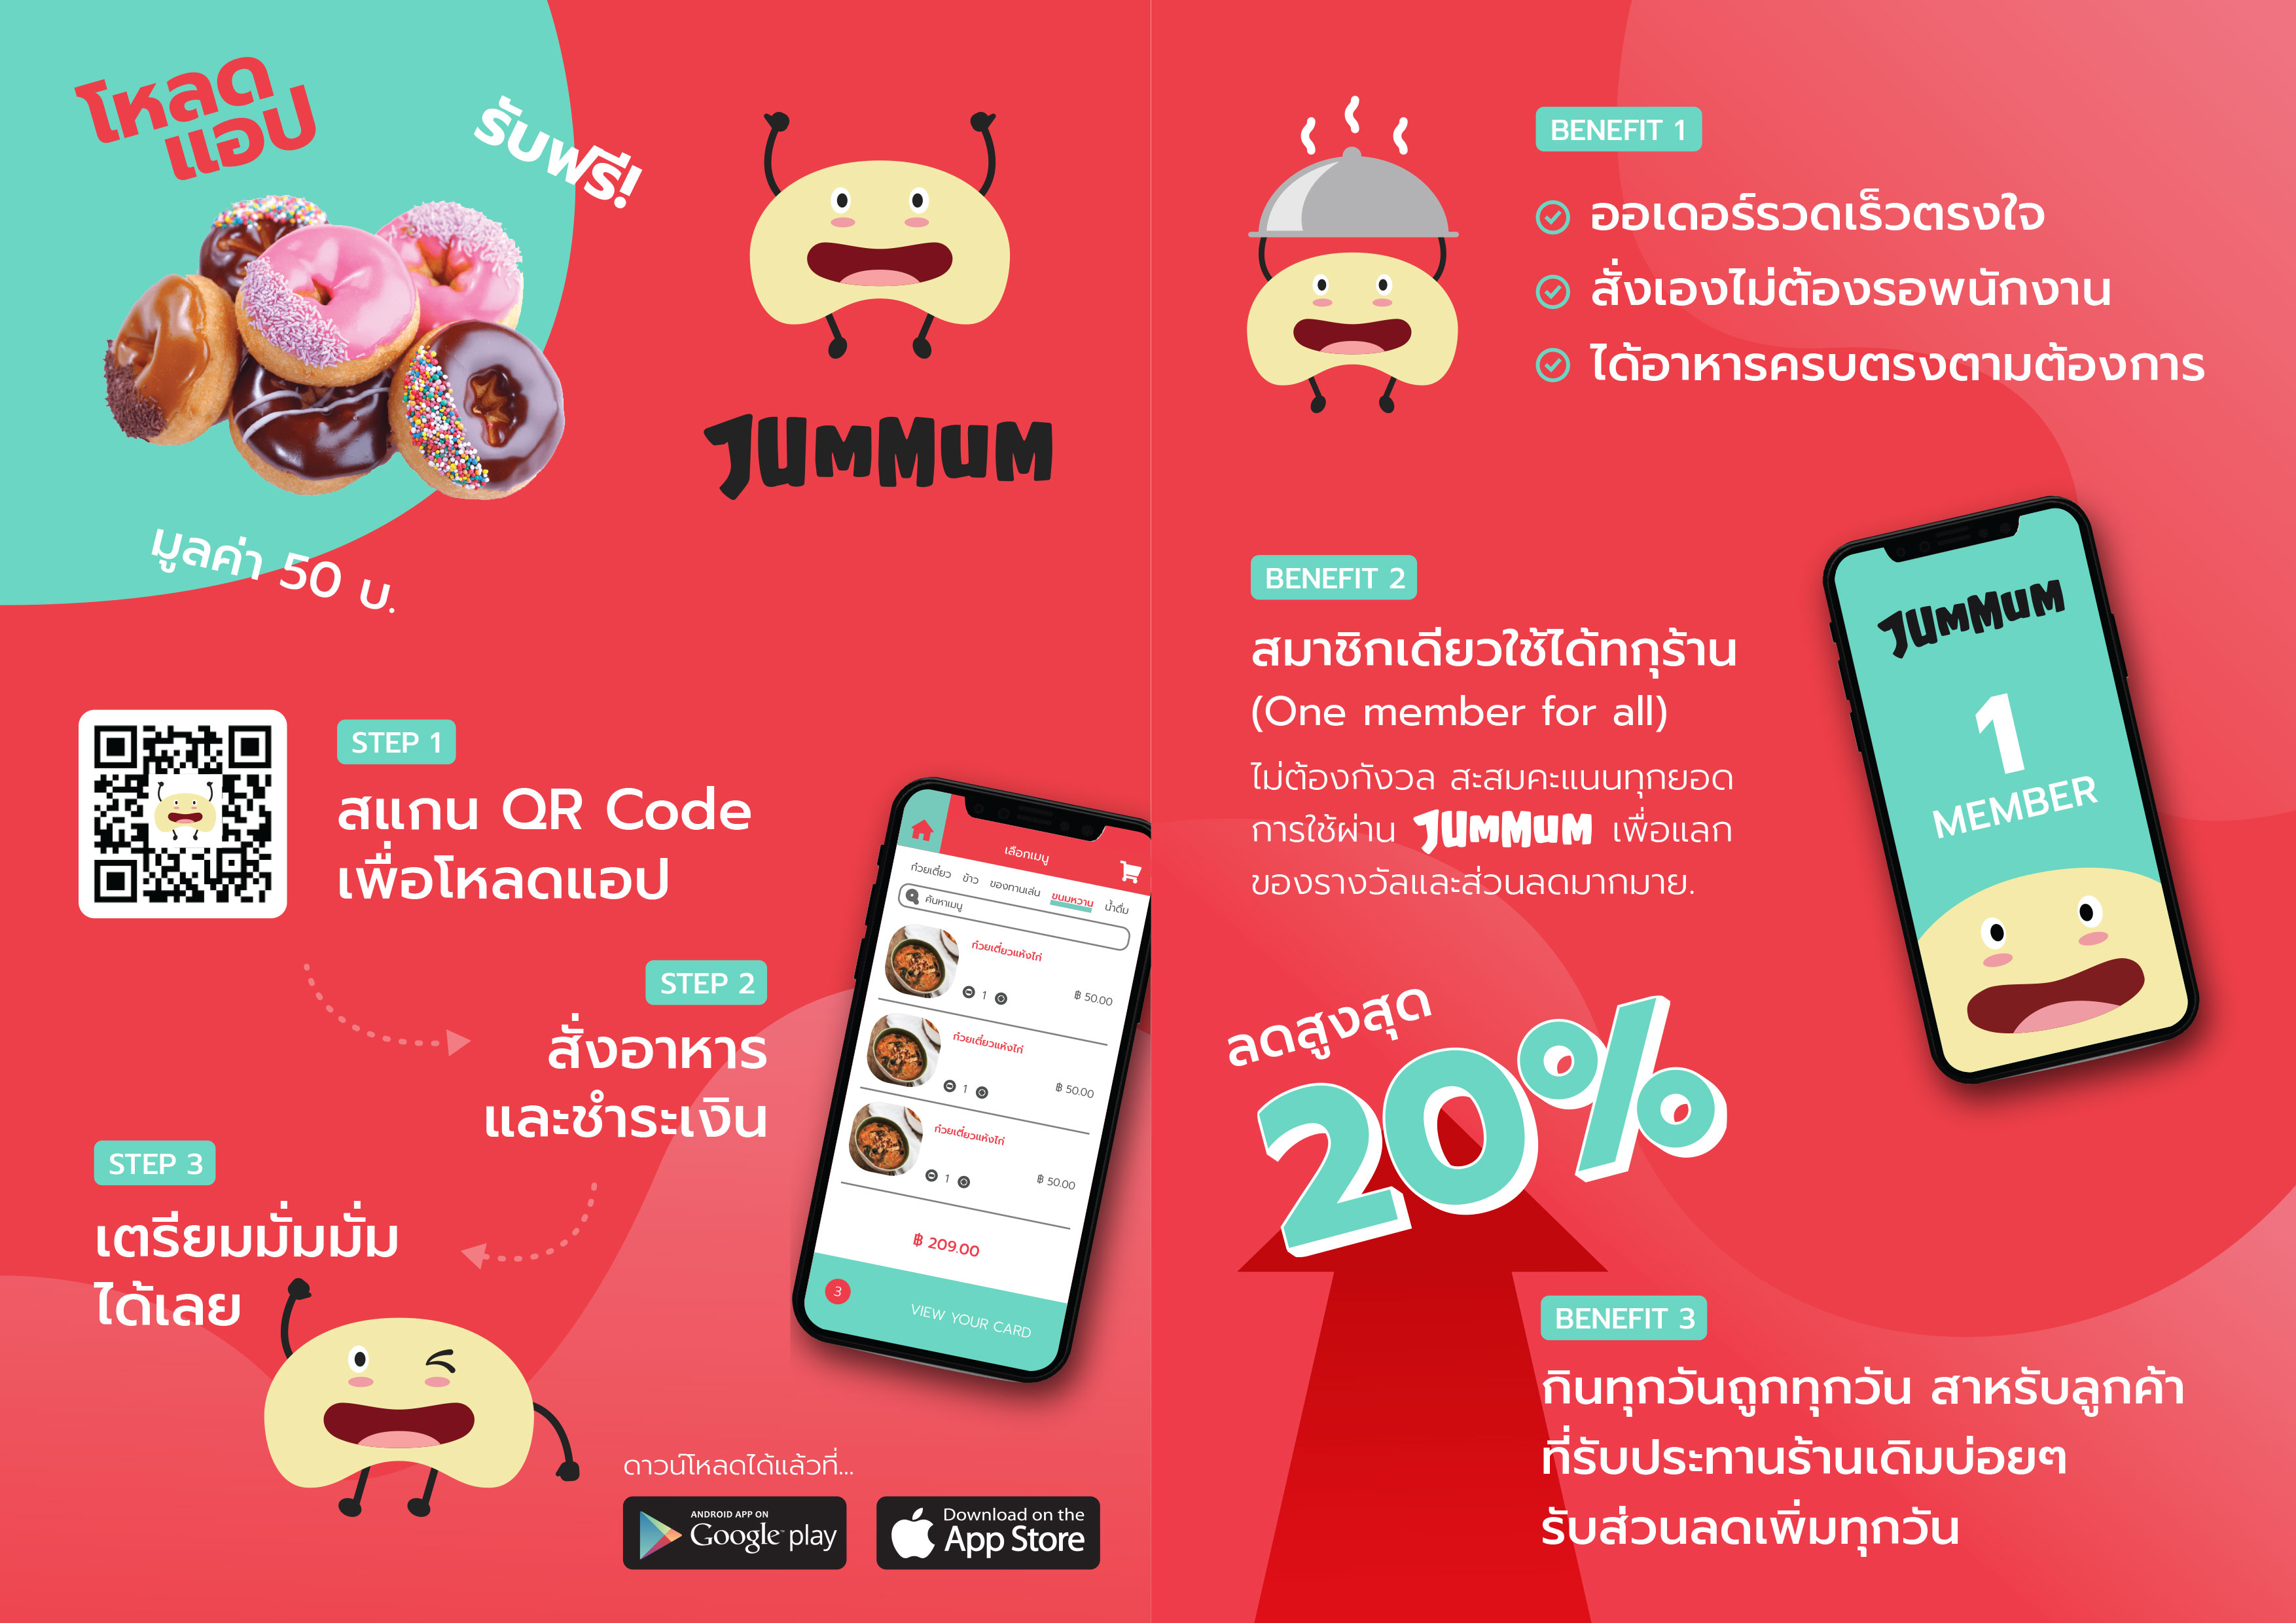 โหลด
แอป
รับฟรี!
มูลค่า 50 บ.
JUMMUM
STEP 1
สแกน QR Code
เพื่อโหลดแอป
STEP 2
สั่งอาหาร
และชำระเงิน
STEP 3
เตรียมมั่มมั่ม
ได้เลย
เลือกเมนู
ก๋วยเตี๋ยว ข้าว ของทานเล่น ขนมหวาน น้ำดื่ม
ค้นหาเมนู
ก๋วยเตี๋ยวแห้งไก่
1
฿ 50.00
ก๋วยเตี๋ยวแห้งไก่
1
฿ 50.00
ก๋วยเตี๋ยวแห้งไก่
1
฿ 50.00
฿ 209.00
3
VIEW YOUR CARD
ดาวน์โหลดได้แล้วที่...
ANDROID APP ON
Google play
Download on the
App Store
BENEFIT 1
ออเดอร์รวดเร็วตรงใจ
สั่งเองไม่ต้องรอพนักงาน
ได้อาหารครบตรงตามต้องการ
BENEFIT 2
สมาชิกเดียวใช้ได้ทกุร้าน
(One member for all)
ไม่ต้องกังวล สะสมคะแนนทุกยอด
การใช้ผ่าน JUMMUM เพื่อแลก
ของรางวัลและส่วนลดมากมาย.
JUMMUM
1
MEMBER
ลดสูงสุด
20%
BENEFIT 3
กินทุกวันถูกทุกวัน สาหรับลูกค้า
ที่รับประทานร้านเดิมบ่อยๆ
รับส่วนลดเพิ่มทุกวัน